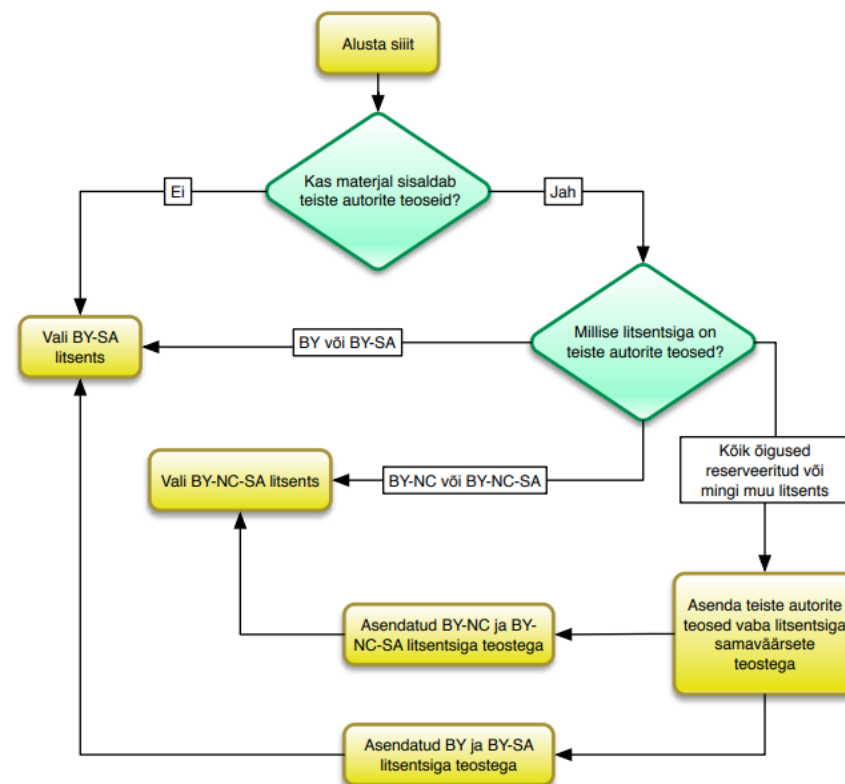 Alusta siiit
Kas materjal sisaldab
teiste autorite teoseid?
Ei
Jah
Vali BY-SA
litsents
BY või BY-SA
Millise litsentsiga on
teiste autorite teosed?
Vali BY-NC-SA litsents
BY-NC või BY-NC-SA
Kõik õigused
reserveeritud või
mingi muu litsents
Asendatud BY-NC ja BY-
NC-SA litsentsiga teostega
Asenda teiste autorite
teosed vaba litsentsiga
samaväärsete
teostega
Asendatud BY ja BY-SA
litsentsiga teostega